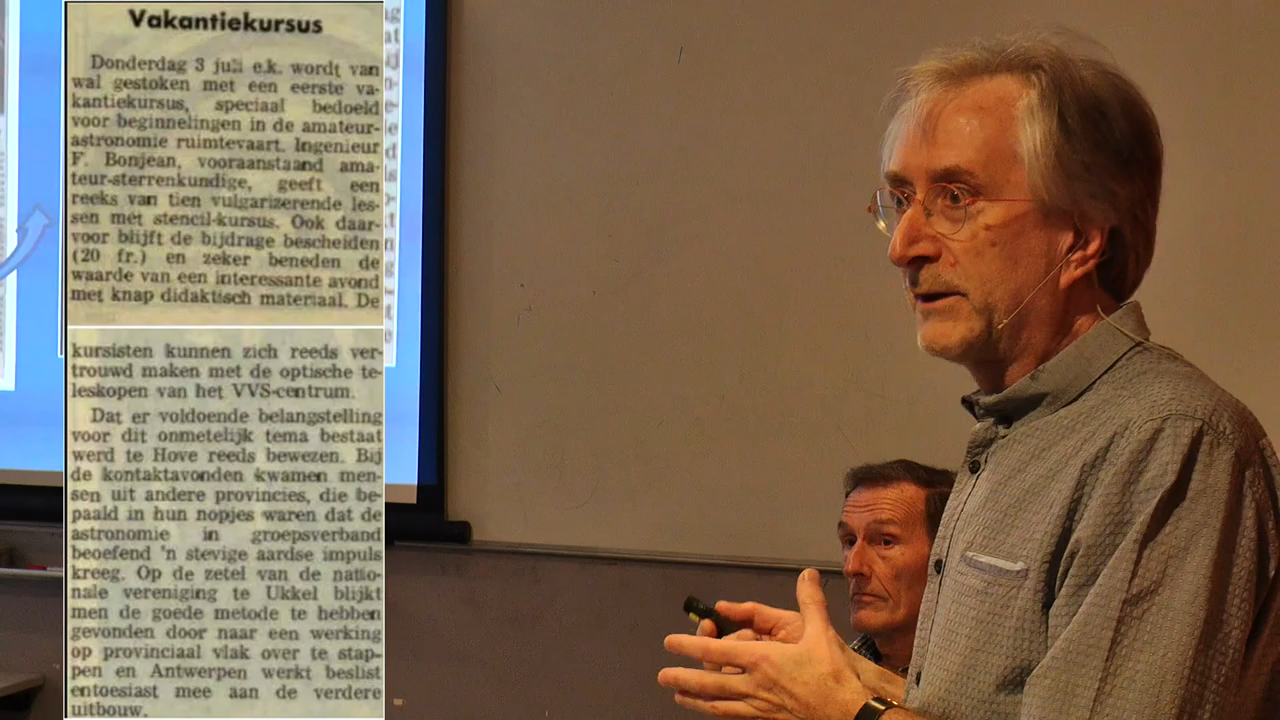 Vakantiekursus
Donderdag 3 juli e.k. wordt van
wal gestoken met een eerste va-
kantiekursus, speciaal bedoeld
voor beginnelingen in de amateur-
astronomie ruimtevaart. Ingenieur
F. Bonjean, vooraanstaand ama-
teur-sterrenkundige, geeft een
reeks van tien vulgarizerende les-
sen met stencil-kursus. Ook daar-
voor blijft de bijdrage bescheiden
(20 fr.) en zeker beneden de
waarde van een interessante avond
met knap didaktisch materiaal. De
kursisten kunnen zich reeds ver-
trouwd maken met de optische te-
leskopen van het VVS-centrum.
Dat er voldoende belangstelling
voor dit onmetelijk tema bestaat
werd te Hove reeds bewezen. Bij
de kontaktavonden kwamen men-
sen uit andere provincies, die be-
paald in hun nopjes waren dat de
astronomie in groepsverband
beoefend 'n stevige aardse impuls
kreeg. Op de zetel van de natio-
nale vereniging te Ukkel blijkt
men de goede metode te hebben
gevonden door naar een werking
op provinciaal vlak over te stap-
pen en Antwerpen werkt beslist
entoesiast mee aan de verdere
uitbouw.